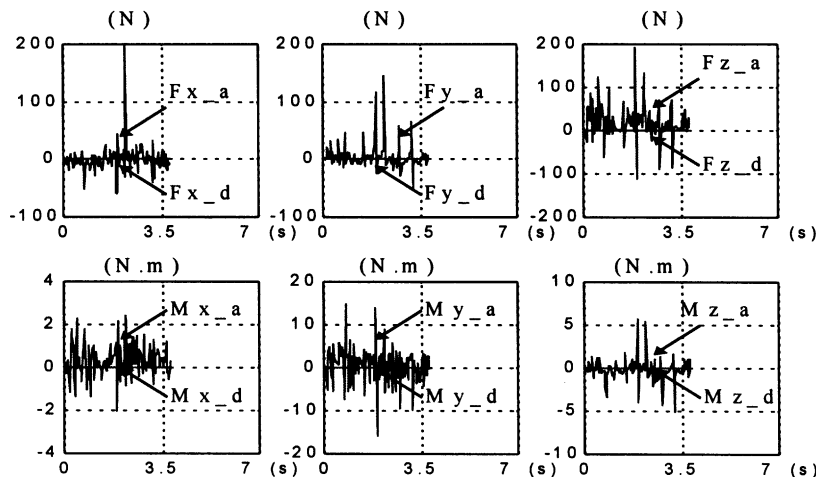 (N) (N) (N)
200 200 200
Fx_a Fy_a Fz_a
100 100 100
0 0 0
Fx_d Fy_d Fz_d
-100
-100 -100 -200
0 3.5 7 (s) 0 3.5 7 (s) 0 3.5 7 (s)
(N.m) (N.m) (N.m)
4 20 10
Mx_a My_a Mz_a
2 10 5
0 0 0
Mx_d My_d Mz_d
-2 -10 -5
-4 -20 -10
0 3.5 7 0 3.5 7 (s) 0 3.5 7 (s)